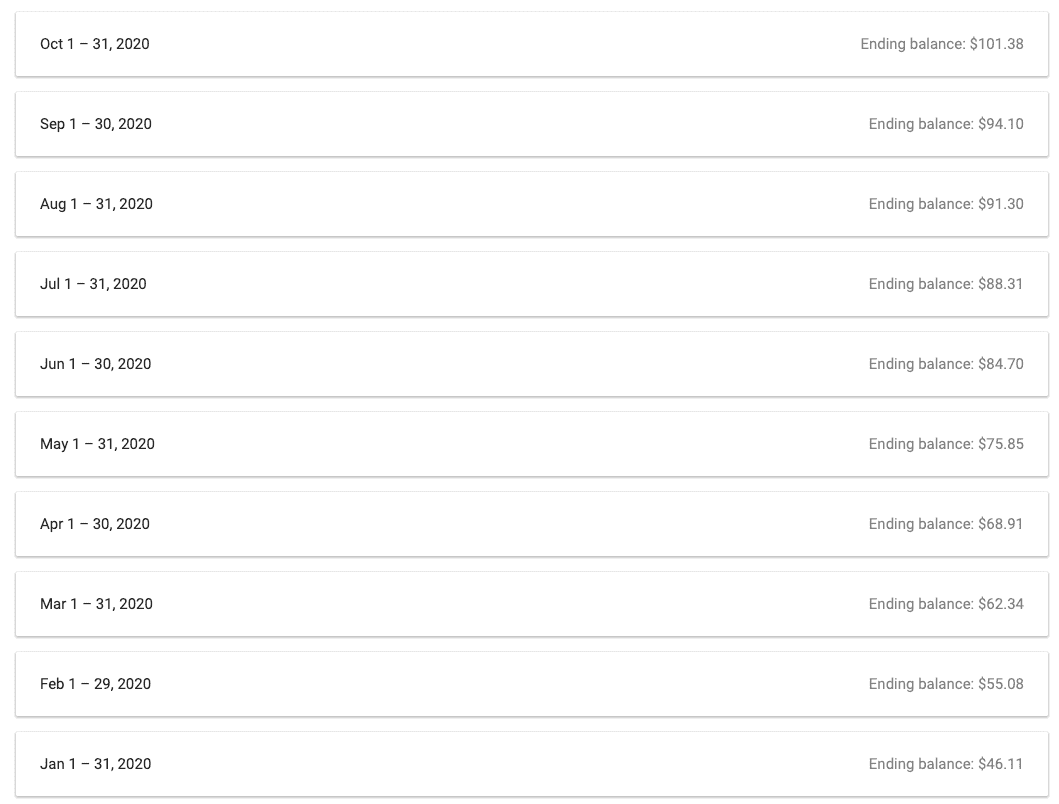 Oct 1 – 31, 2020 Ending balance: $101.38
Sep 1 – 30, 2020 Ending balance: $94.10
Aug 1 – 31, 2020 Ending balance: $91.30
Jul 1 – 31, 2020 Ending balance: $88.31
Jun 1 – 30, 2020 Ending balance: $84.70
May 1 – 31, 2020 Ending balance: $75.85
Apr 1 – 30, 2020 Ending balance: $68.91
Mar 1 – 31, 2020 Ending balance: $62.34
Feb 1 – 29, 2020 Ending balance: $55.08
Jan 1 – 31, 2020 Ending balance: $46.11